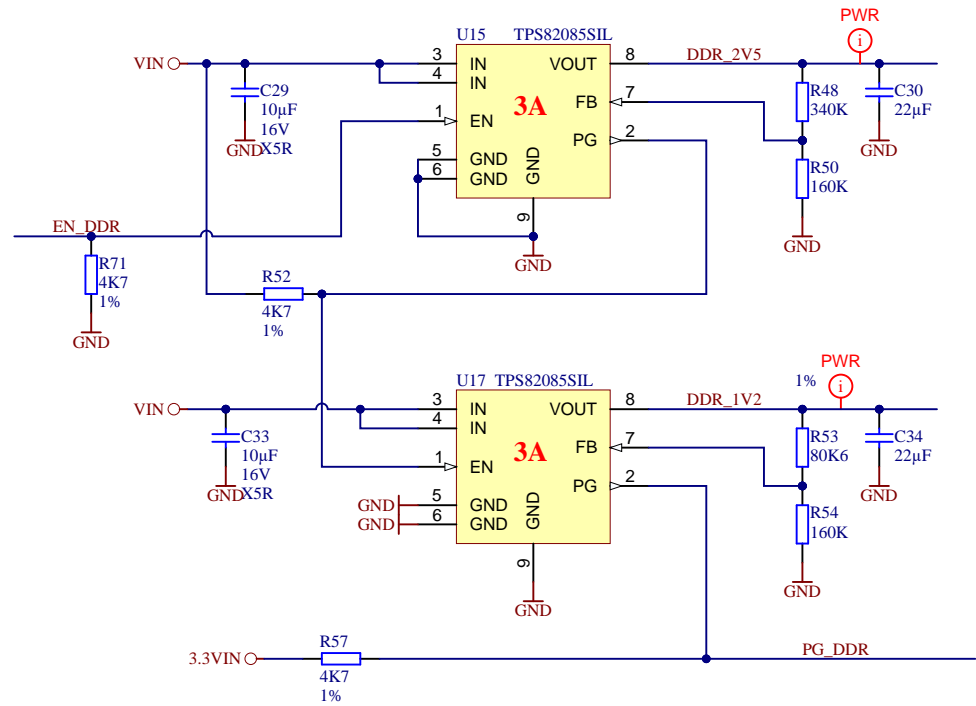 PWR
U15 TPS82085SIL
VIN
3 IN VOUT 8 DDR_2V5
4 IN
C29
10µF
16V
X5R
GND
3A
FB 7
1 EN
PG 2
5 GND
6 GND
GND
9
GND
R48
340K
C30
22µF
GND
R50
160K
GND
EN_DDR
R71
4K7
1%
GND
R52
4K7
1%
PWR
1%
U17 TPS82085SIL
VIN
3 IN VOUT 8 DDR_1V2
4 IN
C33
10µF
16V
X5R
GND
3A
FB 7
1 EN
PG 2
GND 5 GND
GND 6 GND
GND
9
GND
R53
80K6
C34
22µF
GND
R54
160K
GND
R57
3.3VIN
4K7
1%
PG_DDR